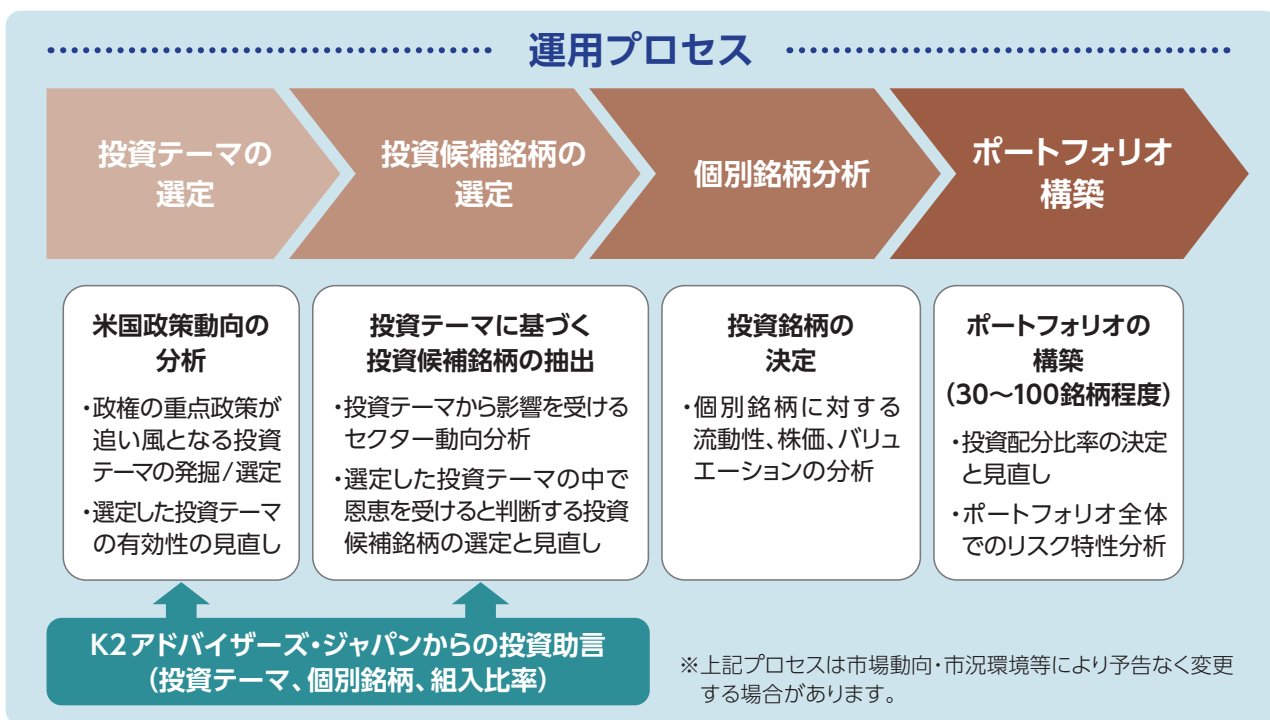 運用プロセス
投資テーマの
選定
投資候補銘柄の
選定
個別銘柄分析
ポートフォリオ
構築
米国政策動向の
分析
・政権の重点政策が
追い風となる投資
テーマの発掘/選定
・選定した投資テーマ
の有効性の見直し
投資テーマに基づく
投資候補銘柄の抽出
・投資テーマから影響を受ける
セクター動向分析
・選定した投資テーマの中で
恩恵を受けると判断する投資
候補銘柄の選定と見直し
投資銘柄の
決定
・個別銘柄に対する
流動性、株価、バリュ
エーションの分析
ポートフォリオの
構築
(30〜100銘柄程度)
・投資配分比率の決定
と見直し
・ポートフォリオ全体
でのリスク特性分析
K2アドバイザーズ・ジャパンからの投資助言
(投資テーマ、個別銘柄、組入比率)
※上記プロセスは市場動向・市況環境等により予告なく変更
する場合があります。